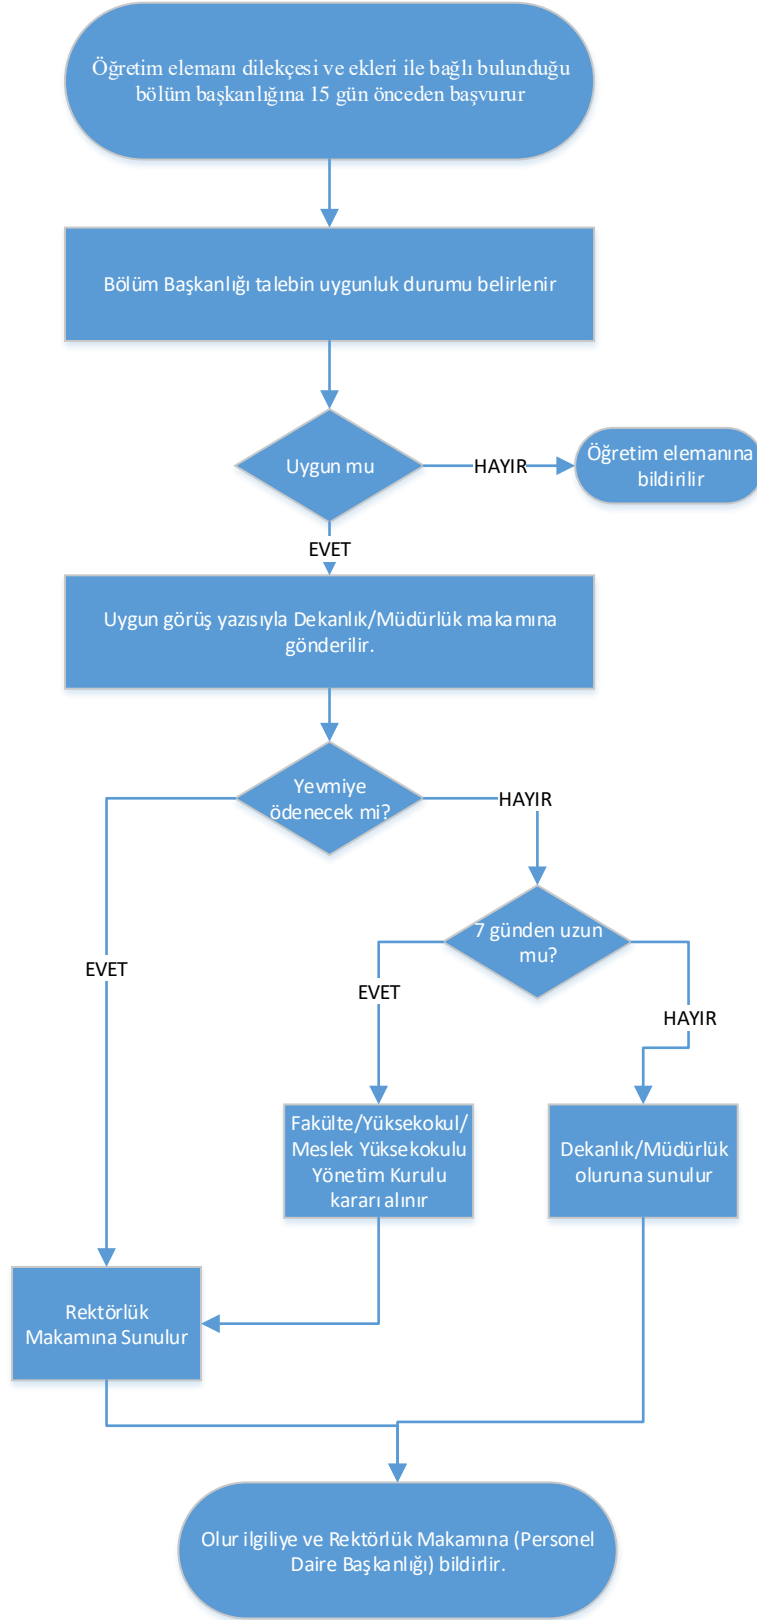 Öğretim elemanı dilekçesi ve ekleri ile bağlı bulunduğu
bölüm başkanlığına 15 gün önceden başvurur
Bölüm Başkanlığı talebin uygunluk durumu belirlenir
Uygun mu
HAYIR
Öğretim elemanına
bildirilir
EVET
Uygun görüş yazısıyla Dekanlık/Müdürlük makamına
gönderilir.
Yevmiye
ödenecek mi?
HAYIR
7 günden uzun
mu?
EVET
EVET
HAYIR
Fakülte/Yüksekokul/
Meslek Yüksekokulu
Yönetim Kurulu
kararı alınır
Dekanlık/Müdürlük
oluruna sunulur
Rektörlük
Makamına Sunulur
Olur ilgiliye ve Rektörlük Makamına (Personel
Daire Başkanlığı) bildirlir.